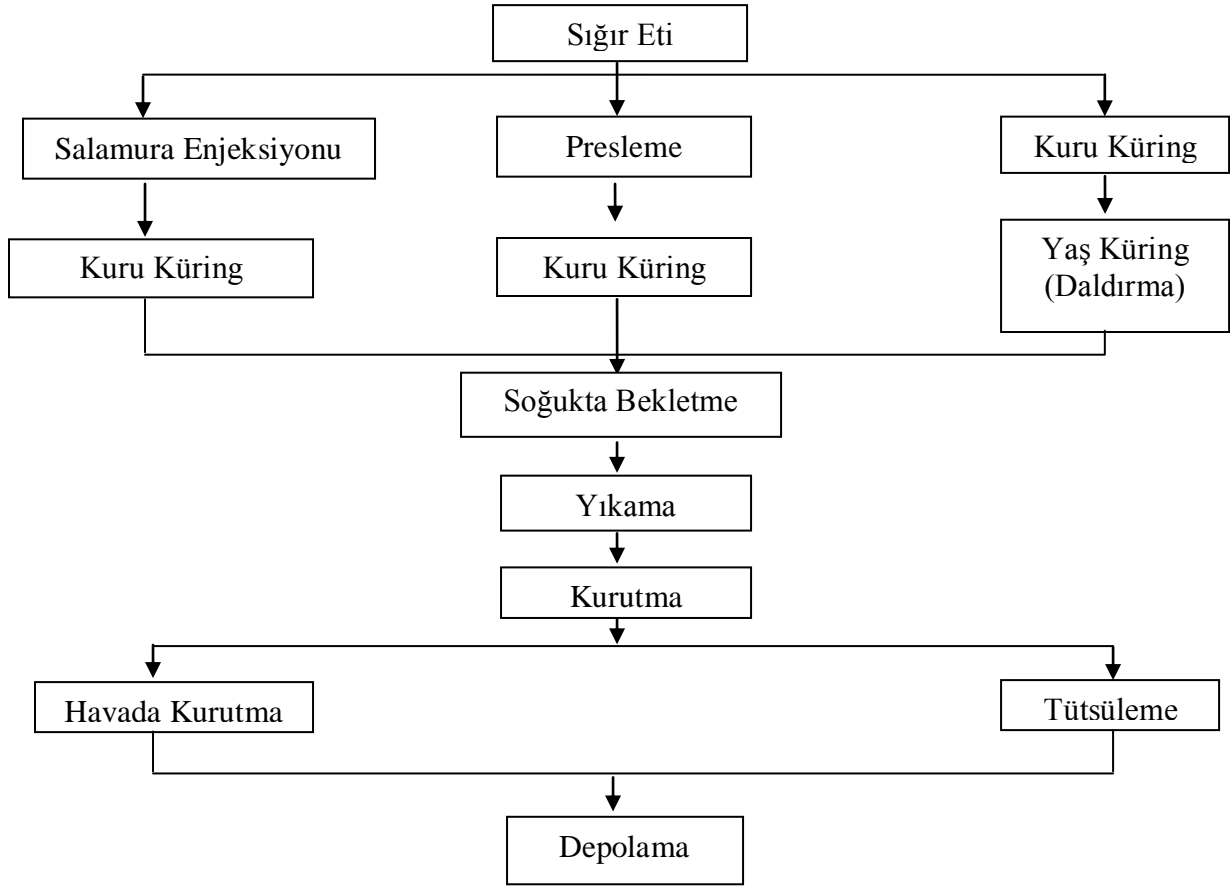 Sığır Eti
Salamura Enjeksiyonu
Presleme
Kuru Küring
Kuru Küring
Kuru Küring
Yaş Küring
(Daldırma)
Soğukta Bekletme
Yıkama
Kurutma
Havada Kurutma
Tütsüleme
Depolama